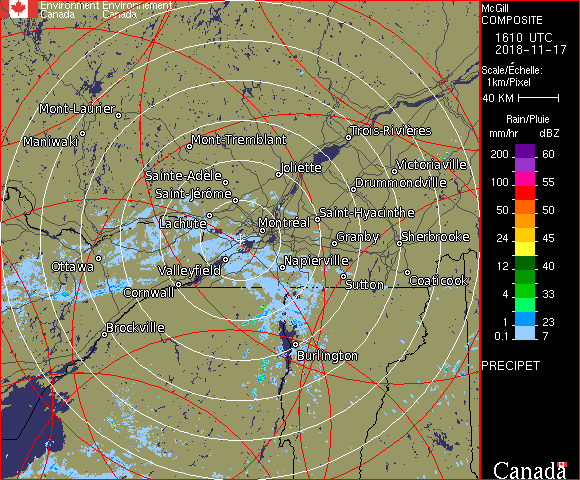 Environment Environnement
Canada Canada
McGill
COMPOSITE
1610 UTC
2018-11-17
Scale/Échelle:
1km/Pixel
40 KM
Rain/Pluie
mm/hr dBZ
200 60
100 55
50 50
24 45
12 40
4 33
1 23
0.1 7
PRECIPET
Canada
Mont-Laurier
Maniwaki
Mont-Tremblant
Trois-Rivières
Sainte-Adèle
Joliette
Victoriaville
Saint-Jérôme
Drummondville
Lachute
Montréal
Saint-Hyacinthe
Granby
Sherbrooke
Ottawa
Valleyfield
Napierville
Cornwall
Sutton
Coaticook
Brockville
Burlington